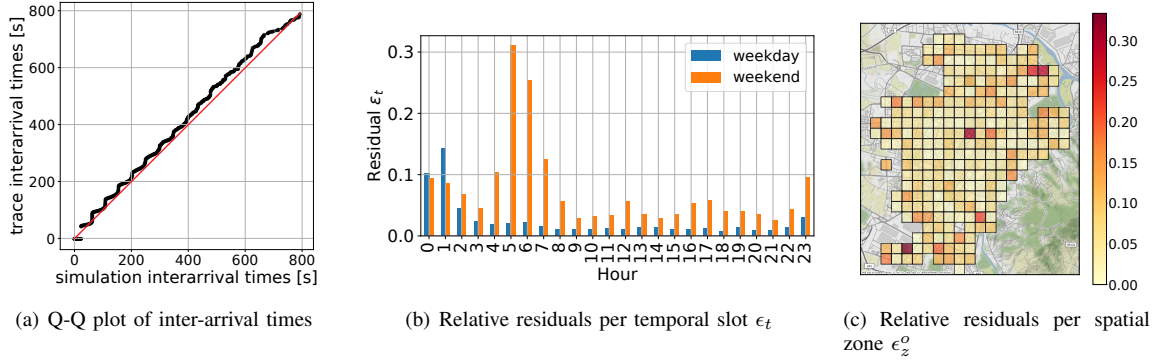 800
600
400
200
0
trace interarrival times [s]
0 200 400 600 800
simulation interarrival times [s]
(a) Q-Q plot of inter-arrival times
0.3
0.2
0.1
0.0
Residual ϵt
weekday
weekend
0 1 2 3 4 5 6 7 8 9 10 11 12 13 14 15 16 17 18 19 20 21 22 23
Hour
(b) Relative residuals per temporal slot ϵt
0.30
0.25
0.20
0.15
0.10
0.05
0.00
(c) Relative residuals per spatial
zone ϵzo